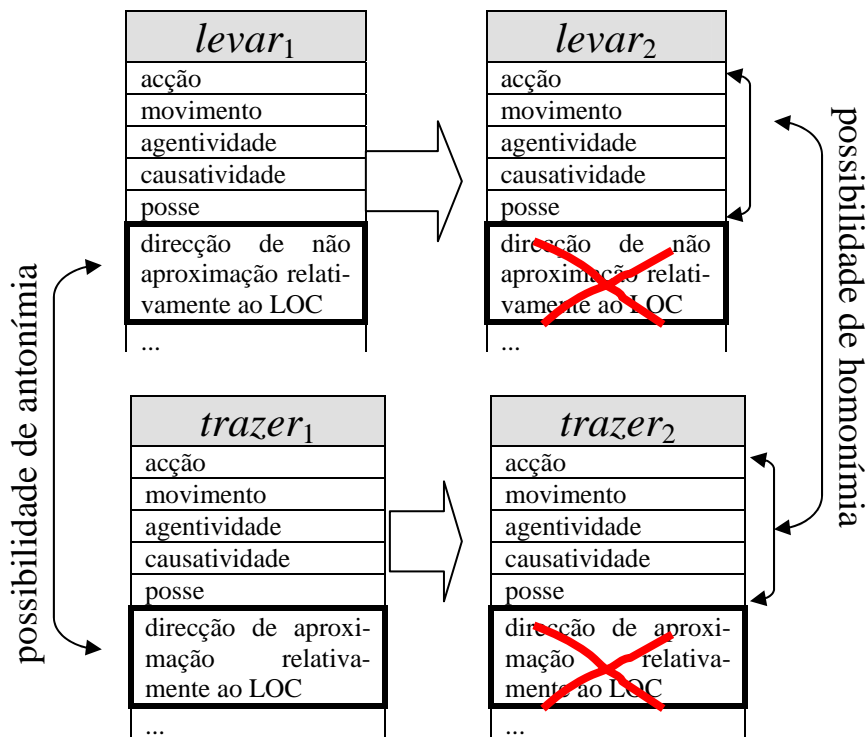 levar₁
acção
movimento
agentividade
causatividade
posse
direcção de não
aproximação relati-
vamente ao LOC
...
levar₂
acção
movimento
agentividade
causatividade
posse
direcção de não
aproximação relati-
vamente ao LOC
...
possibilidade de antonímia
possibilidade de homonímia
trazer₁
acção
movimento
agentividade
causatividade
posse
direcção de aproxi-
mação relativa-
mente ao LOC
...
trazer₂
acção
movimento
agentividade
causatividade
posse
direcção de aproxi-
mação relativa-
mente ao LOC
...